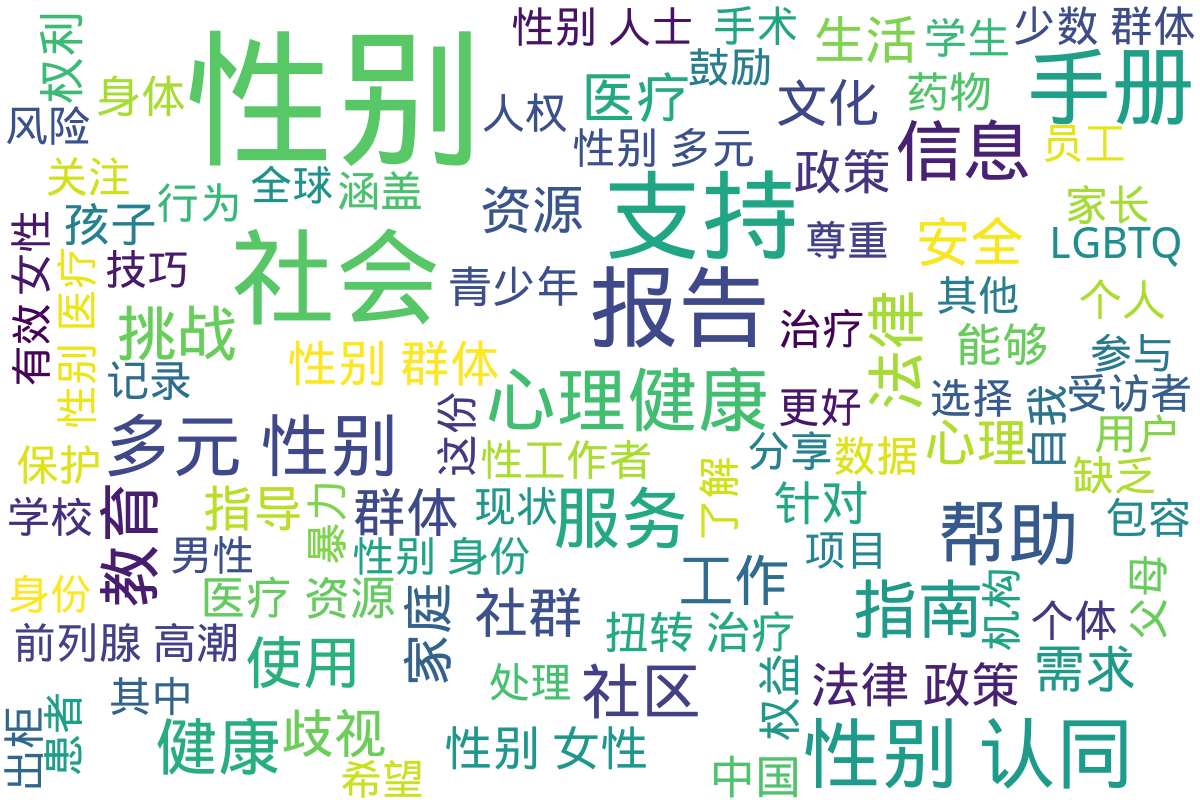 性别 人士
手术
生活
学生
少数 群体
权利
身体
性别
医疗
鼓励
文化
药物
手册
风险
人权
性别 多元
政策
信息
员工
关注
行为
全球
涵盖
资源
支持
尊重
安全
家长
LGBTQ
孩子
女性
技巧
社会
青少年
报告
治疗
法律
其他
个人
有效
性别 医疗
挑战
性别 群体
能够
参与
记录
心理健康
更好
选择
自我
受访者
多元 性别
这份
性工作者
分享
数据
心理
用户
缺乏
保护
了解
学校
教育
指导
暴力
群体
现状
服务
针对
帮助
包容
男性
性别 身份
项目
身份
医疗 资源
家庭
社群
工作
指南
机构
个体
父母
前列腺 高潮
使用
扭转 治疗
需求
处理
社区
权益
法律 政策
其中
出柜
患者
健康
歧视
性别 女性
希望
中国
性别 认同